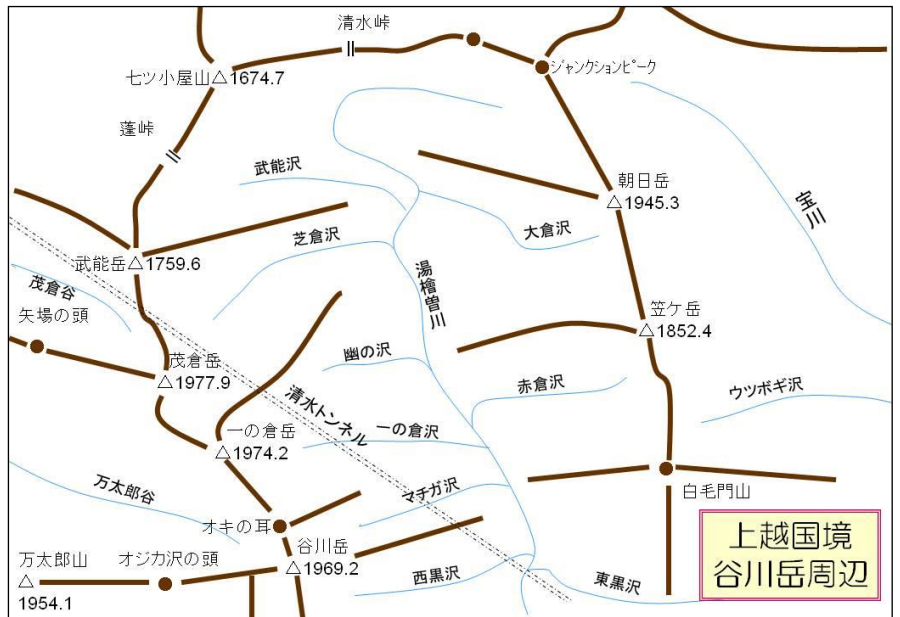 清水峠
七ツ小屋山△1674.7
ジャンクションピーク
蓬峠
武能沢
朝日岳
△1945.3
宝川
大倉沢
芝倉沢
武能岳△1759.6
湯檜曽川
茂倉谷
矢場の頭
笠ケ岳
△1852.4
茂倉岳
△1977.9
幽の沢
清水トンネル
赤倉沢
ウツボギ沢
一の倉岳
△1974.2
一の倉沢
万太郎谷
マチガ沢
白毛門山
オキの耳
谷川岳
△1969.2
万太郎山
△
1954.1
オジカ沢の頭
西黒沢
東黒沢
上越国境
谷川岳周辺